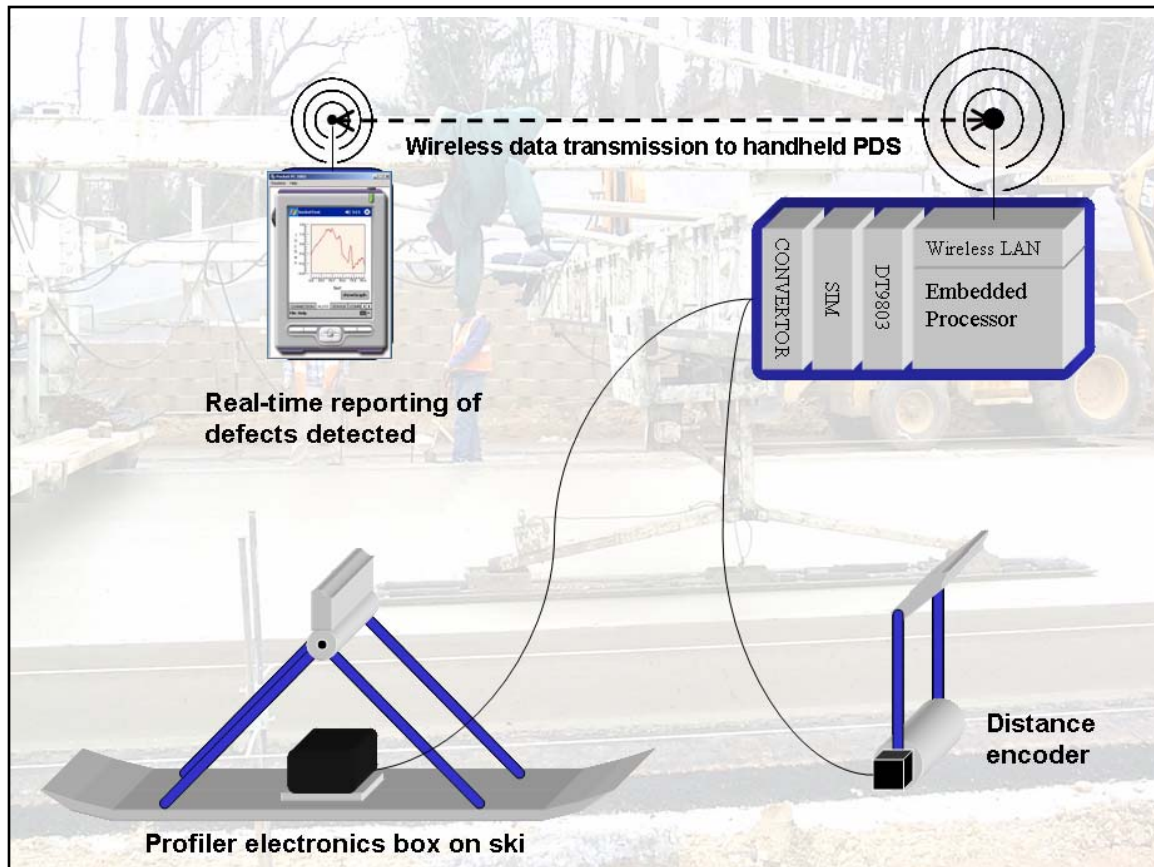 Wireless data transmission to handheld PDS
CONVERTOR
SIM
DT9803
Wireless LAN
Embedded
Processor
Real-time reporting of
defects detected
Distance
encoder
Profiler electronics box on ski